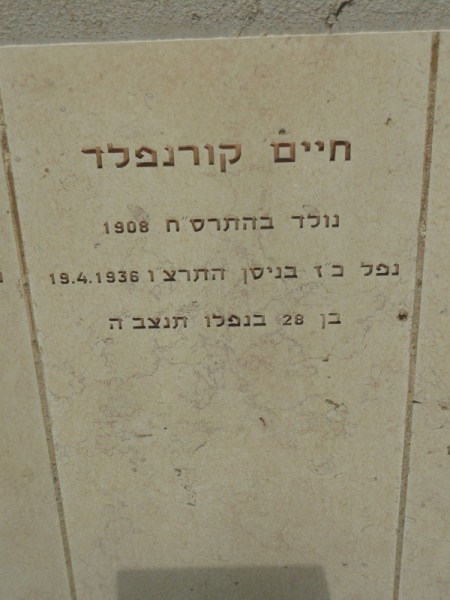 חיים קורנפלד
נולד בהתרס"ח 1908
נפל כ"ז בניסן התרצ"ו 19.4.1936
בן 28 בנפלו תנצב"ה